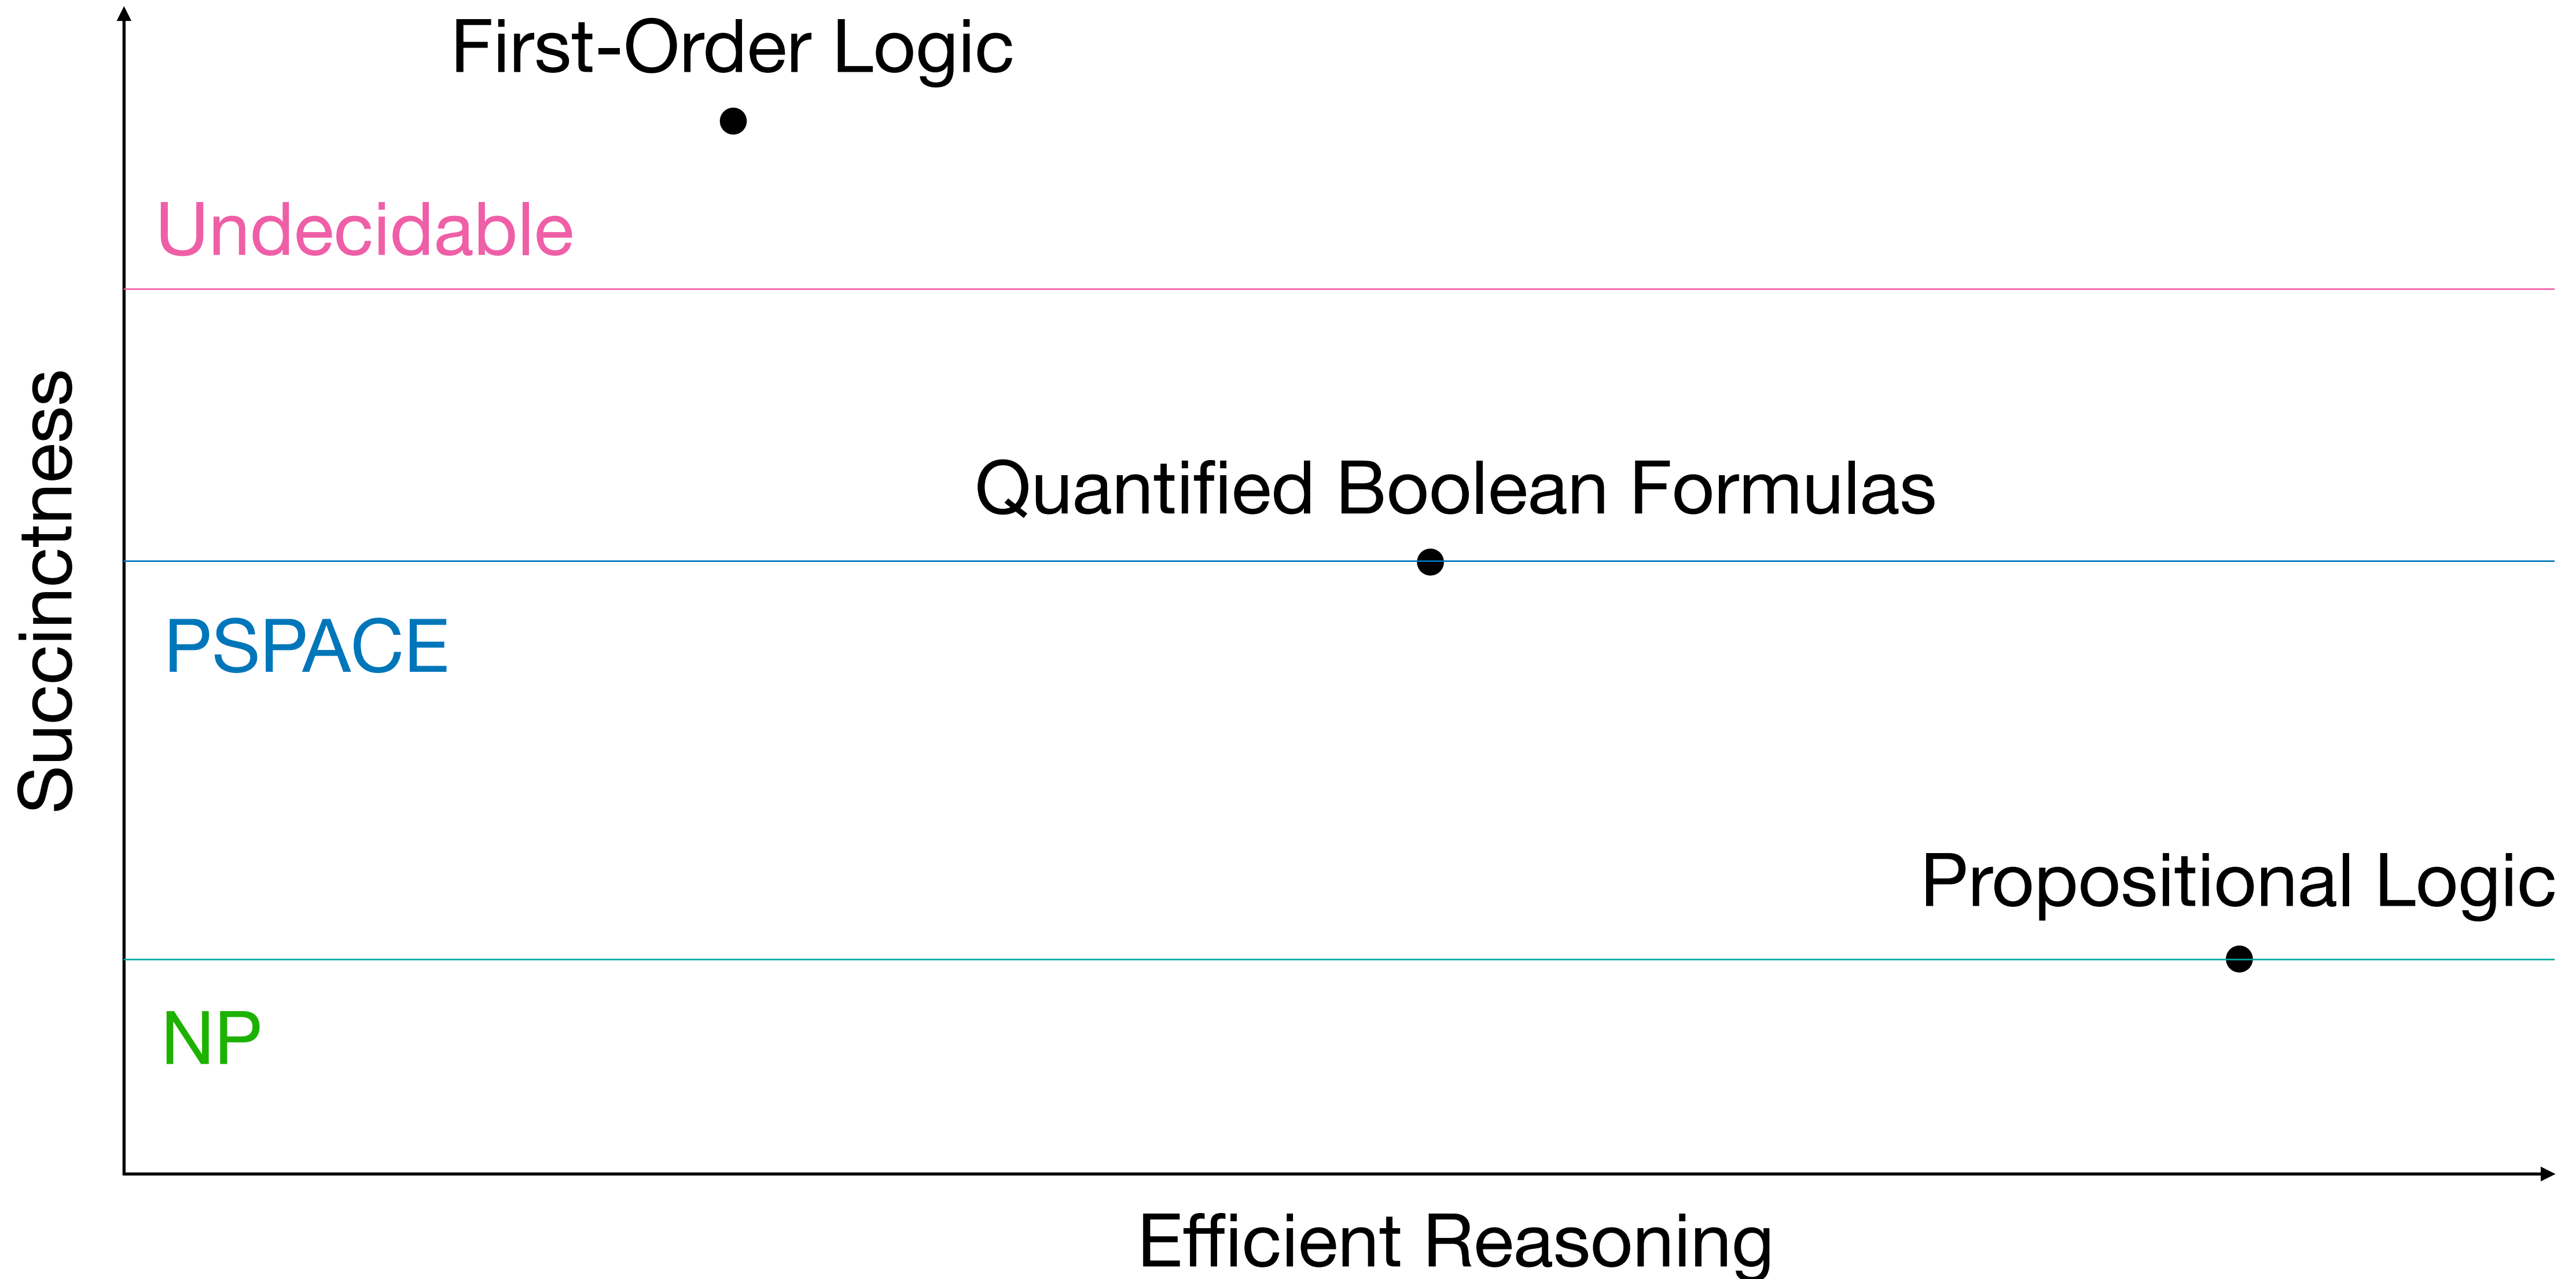 First-Order Logic
Undecidable
Succinctness
Quantified Boolean Formulas
PSPACE
Propositional Logic
NP
Efficient Reasoning